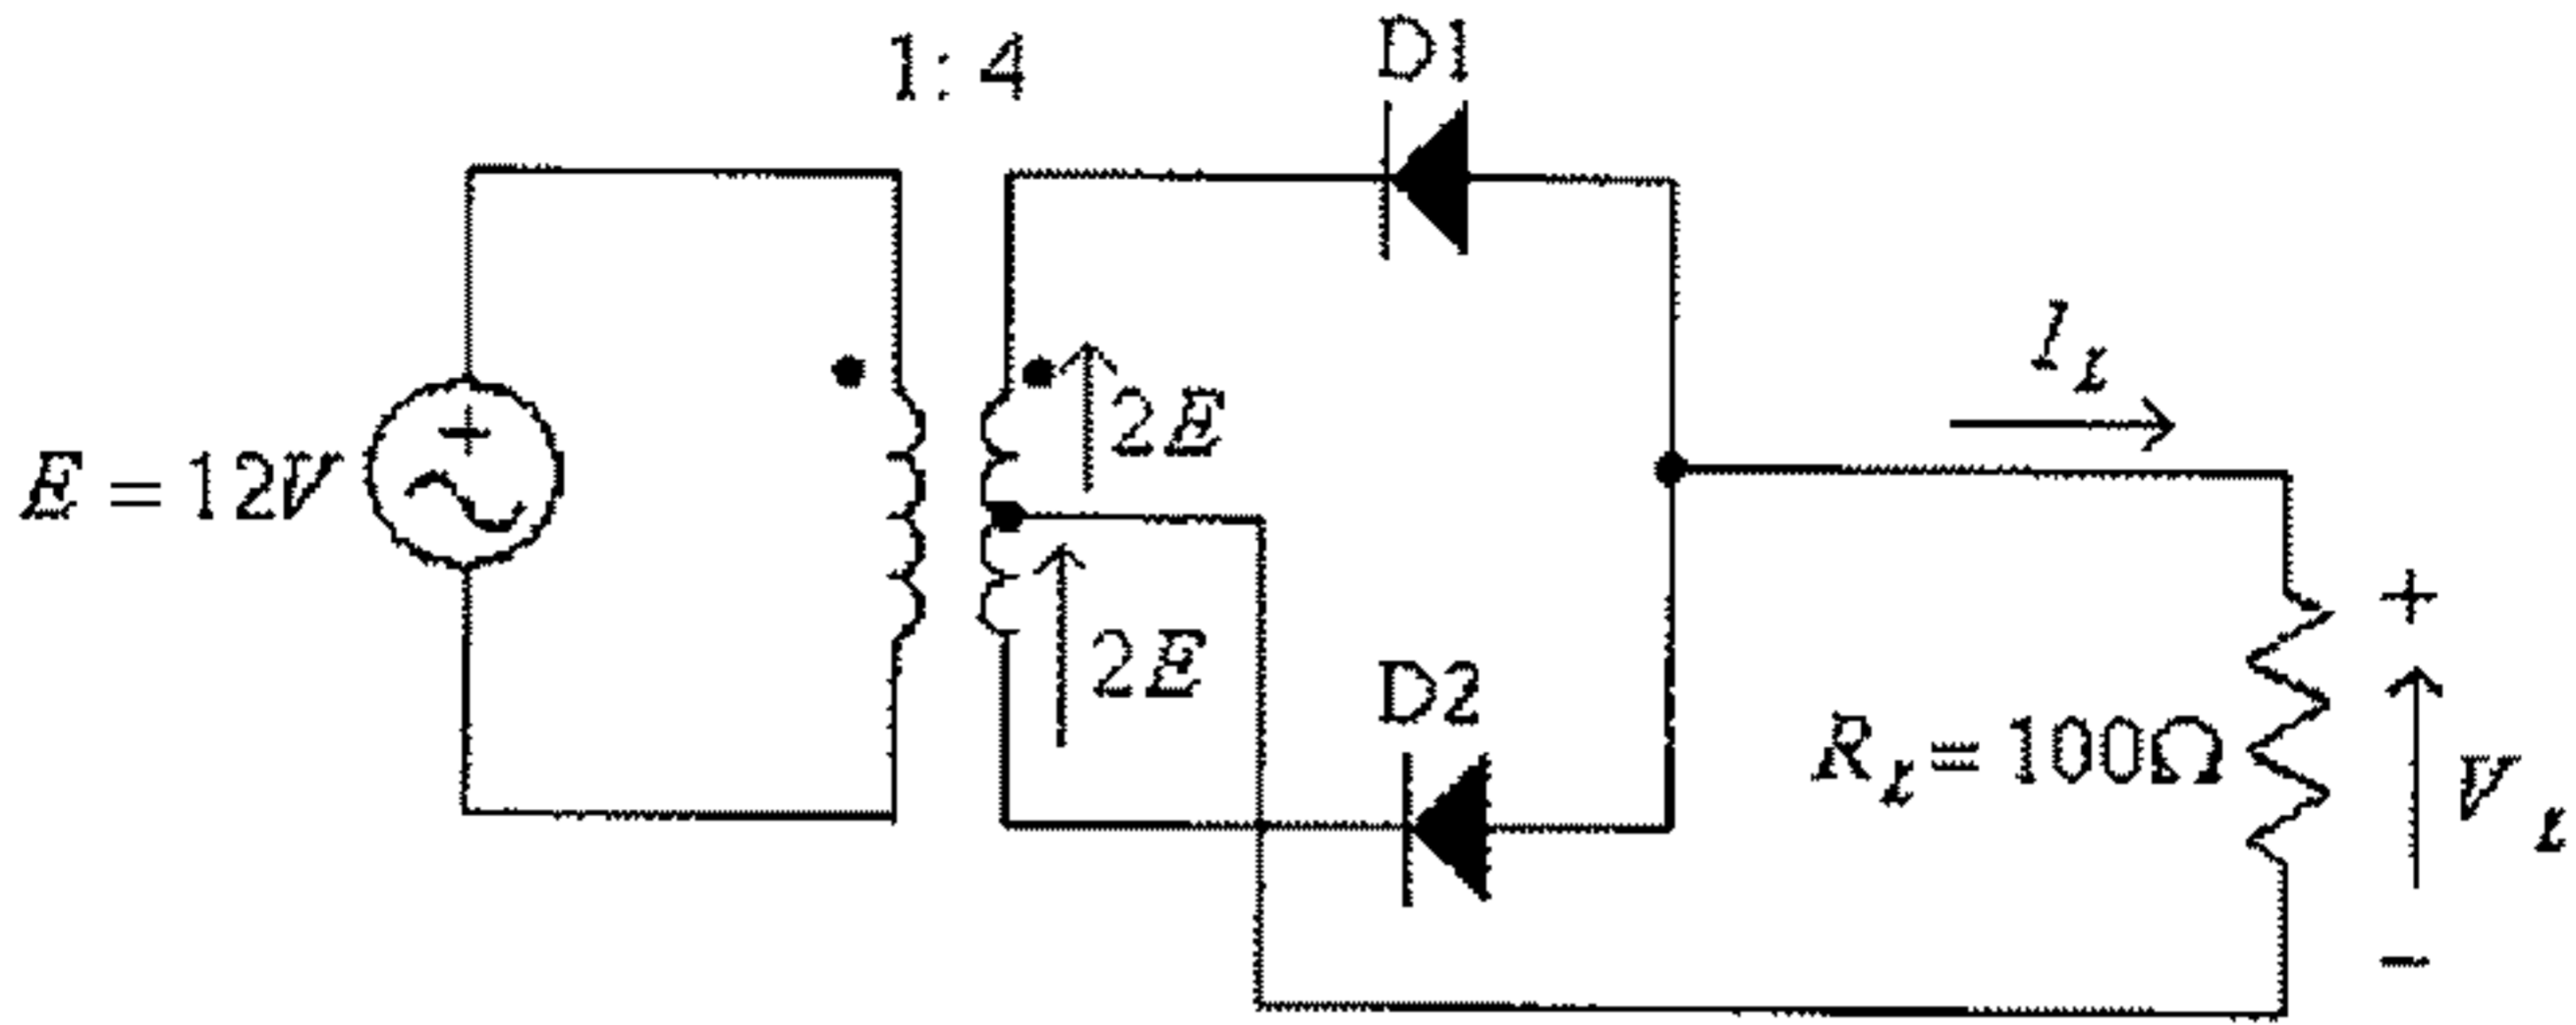 1:4
D1
I_L
2E
E=12V
2E
D2
R_L=100Ω
+
V_L
-